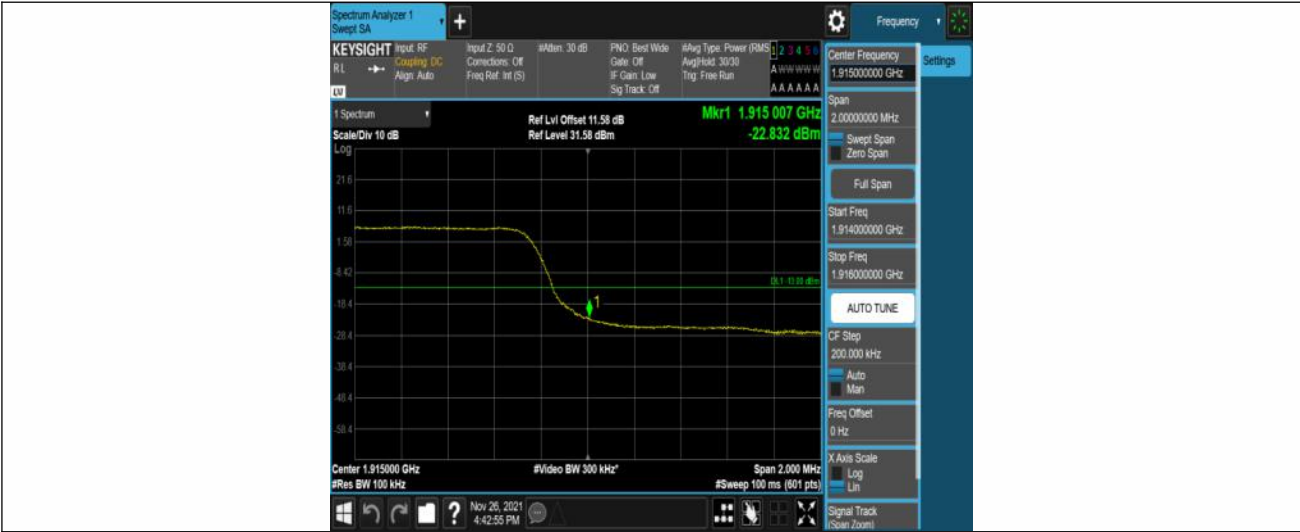 Spectrum Analyzer 1
Swept SA
Frequency
KEYSIGHT
RL
Input: RF
Coupling: DC
Align: Auto
Input Z: 50 Ω
Corrections: Off
Freq Ref: Int (S)
#Atten: 30 dB
PNO: Best Wide
Gate: Off
IF Gain: Low
Sig Track: Off
#Avg Type: Power (RMS
Avg|Hold: 30/30
Trig: Free Run
1 2 3 4 5 6
A W W W W W
A A A A A A
1 Spectrum
Scale/Div 10 dB
Log
Ref Lvl Offset 11.58 dB
Ref Level 31.58 dBm
Mkr1 1.915 007 GHz
-22.832 dBm
21.6
11.6
1.58
-8.42
-18.4
-28.4
-38.4
-48.4
-58.4
DL1 -13.00 dBm
1
Center 1.915000 GHz
#Res BW 100 kHz
#Video BW 300 kHz*
Span 2.000 MHz
#Sweep 100 ms (601 pts)
Nov 26, 2021
4:42:55 PM
?
Center Frequency
1.915000000 GHz
Settings
Span
2.00000000 MHz
Swept Span
Zero Span
Full Span
Start Freq
1.914000000 GHz
Stop Freq
1.916000000 GHz
AUTO TUNE
CF Step
200.000 kHz
Auto
Man
Freq Offset
0 Hz
X Axis Scale
Log
Lin
Signal Track
(Span Zoom)